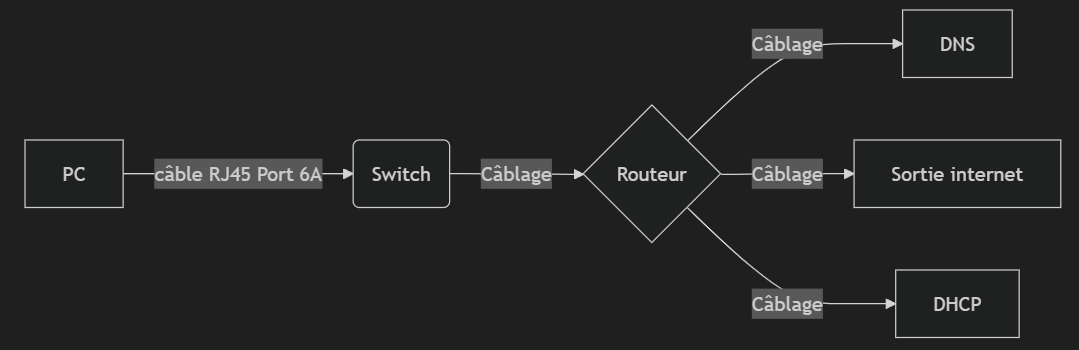 Câblage
DNS
PC
câble RJ45 Port 6A
Switch
Câblage
Routeur
Câblage
Sortie internet
Câblage
DHCP